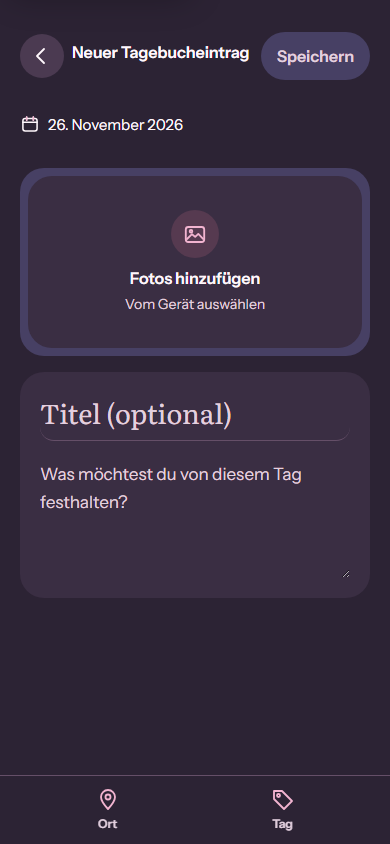 Neuer Tagebucheintrag
Speichern
26. November 2026
Fotos hinzufügen
Vom Gerät auswählen
Titel (optional)
Was möchtest du von diesem Tag
festhalten?
Ort
Tag